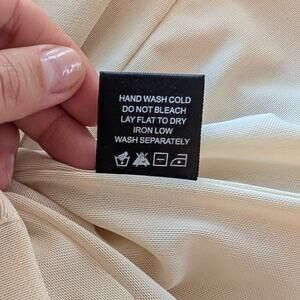 HAND WASH COLD
DO NOT BLEACH
LAY FLAT TO DRY
IRON LOW
WASH SEPARATELY